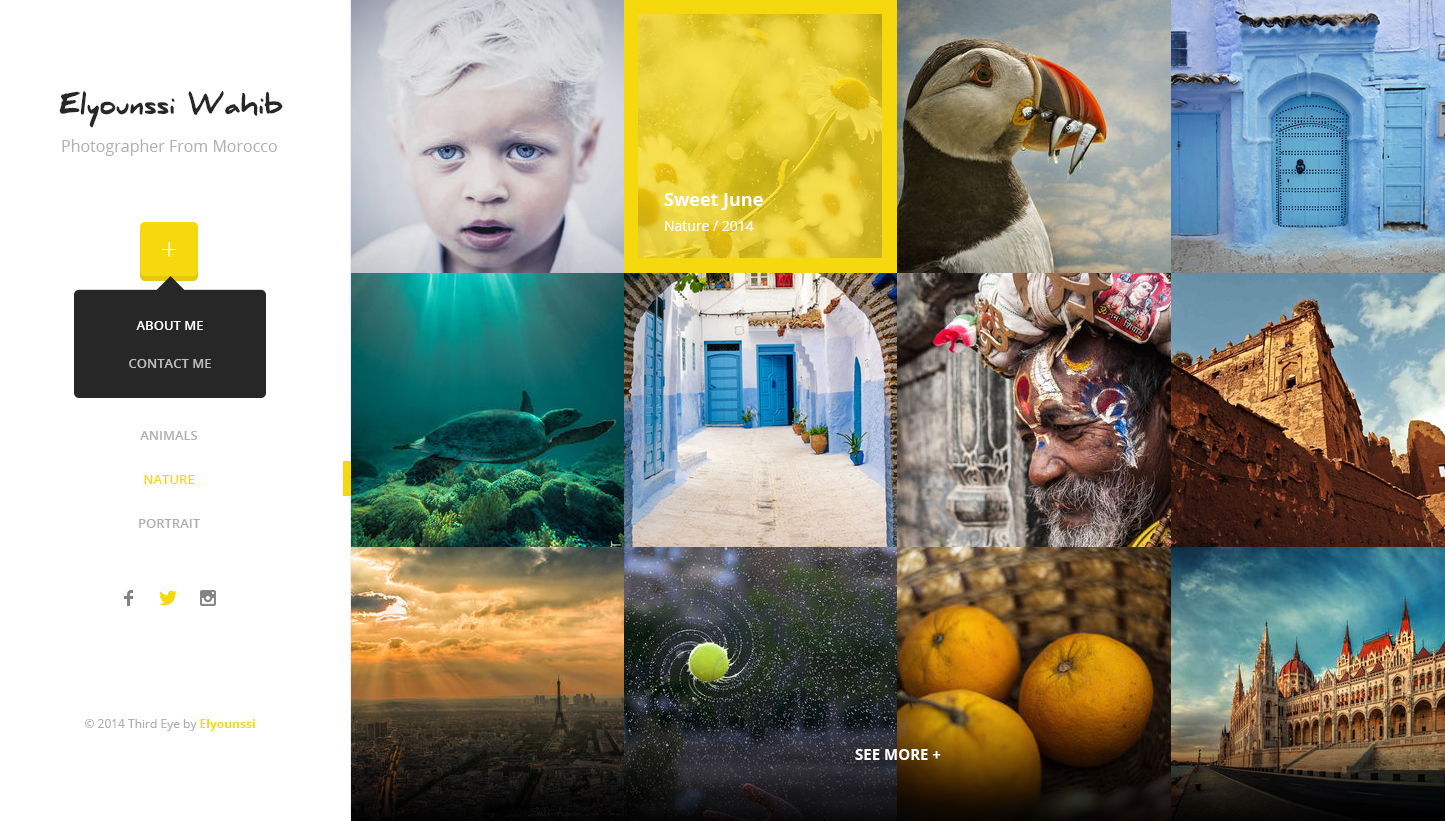 Elyounssi Wahib
Photographer From Morocco
+
ABOUT ME
CONTACT ME
ANIMALS
NATURE
PORTRAIT
© 2014 Third Eye by Elyounssi
Sweet June
Nature / 2014
SEE MORE +